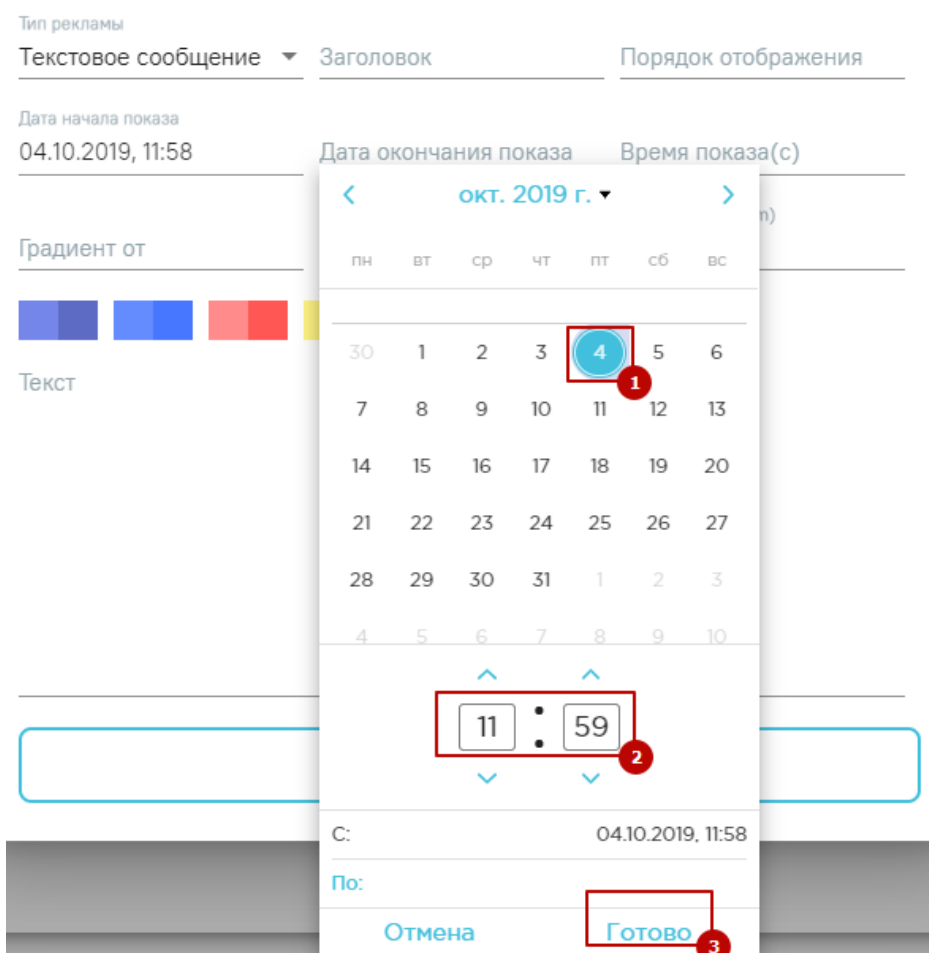 Тип рекламы
Текстовое сообщение Заголовок Порядок отображения
Дата начала показа
04.10.2019, 11:58 Дата окончания показа Время показа(с)
окт. 2019 г.
Градиент от
пн вт ср чт пт сб вс
30 1 2 3 4 5 6
1
Текст
7 8 9 10 11 12 13
14 15 16 17 18 19 20
21 22 23 24 25 26 27
28 29 30 31 1 2 3
4 5 6 7 8 9 10
11 : 59
2
С: 04.10.2019, 11:58
По:
Отмена Готово
3